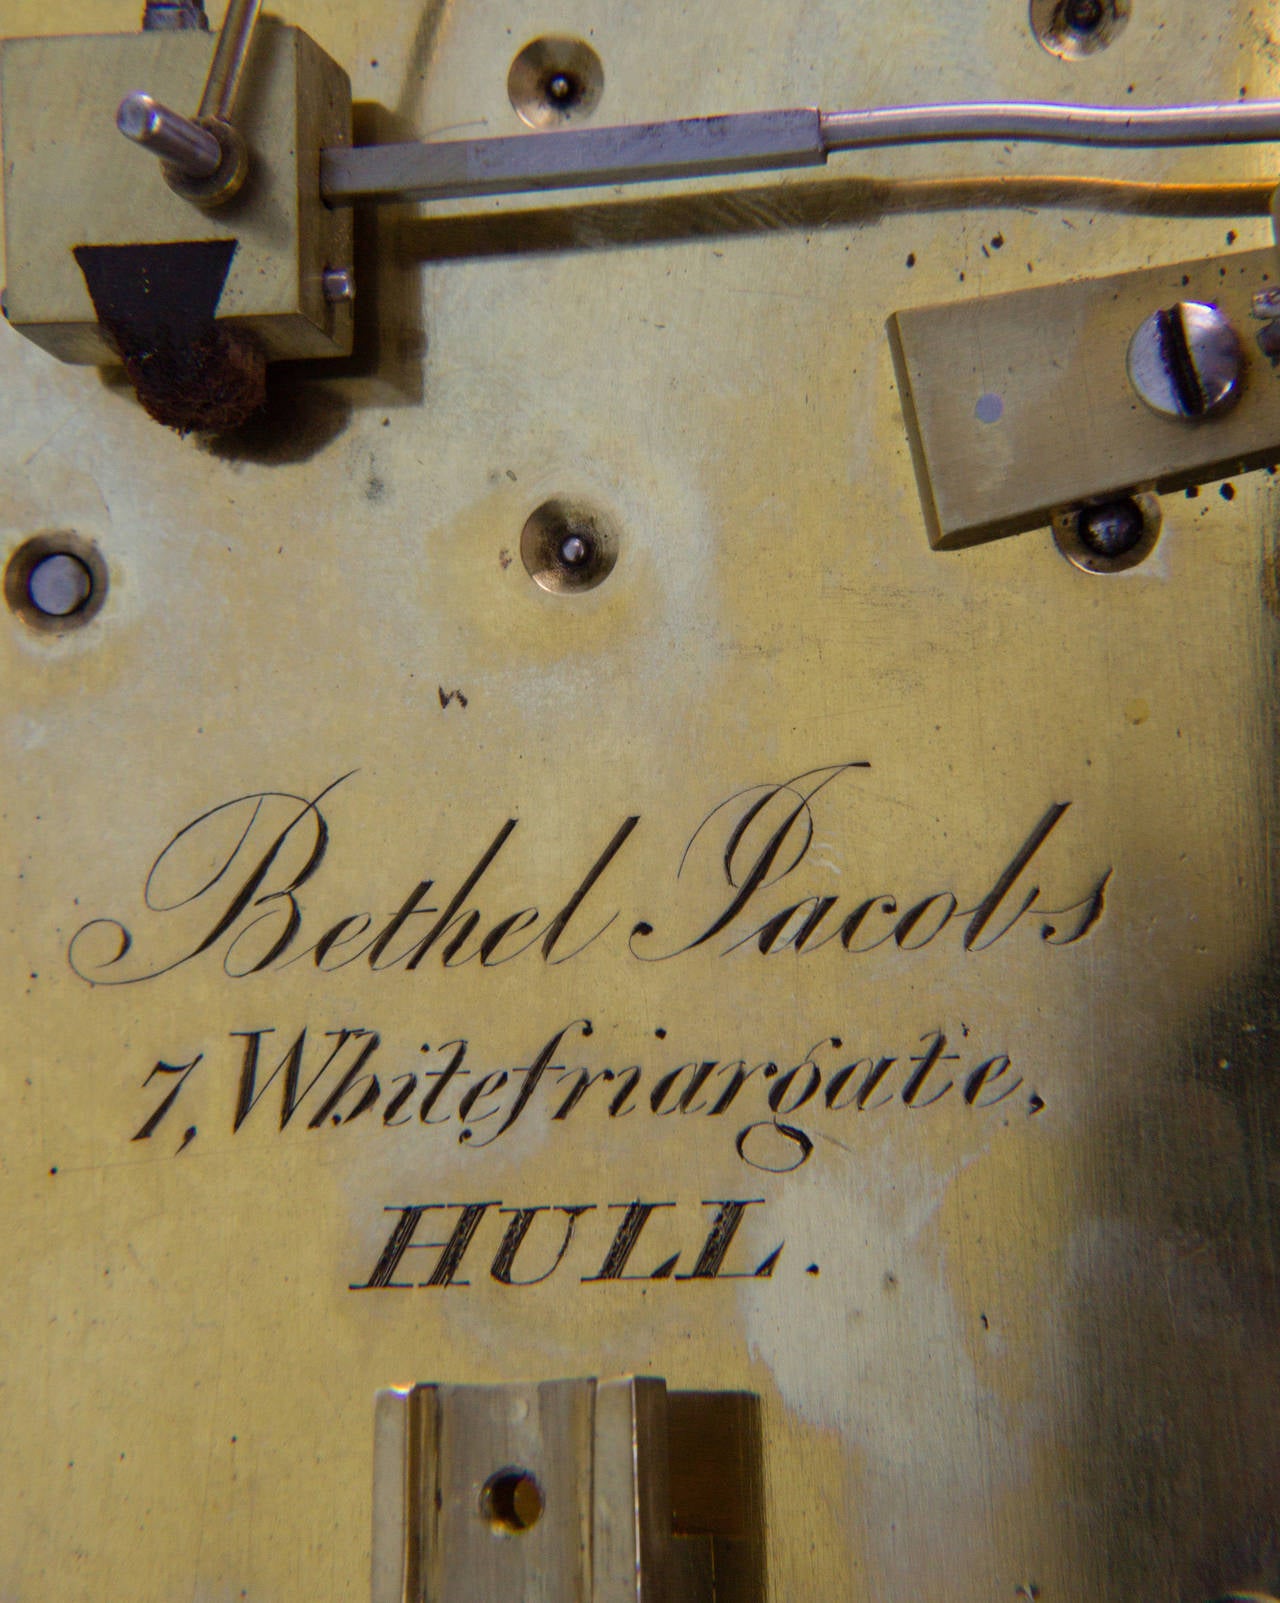 Bethel Jacobs
7, Whitefriargate,
HULL.